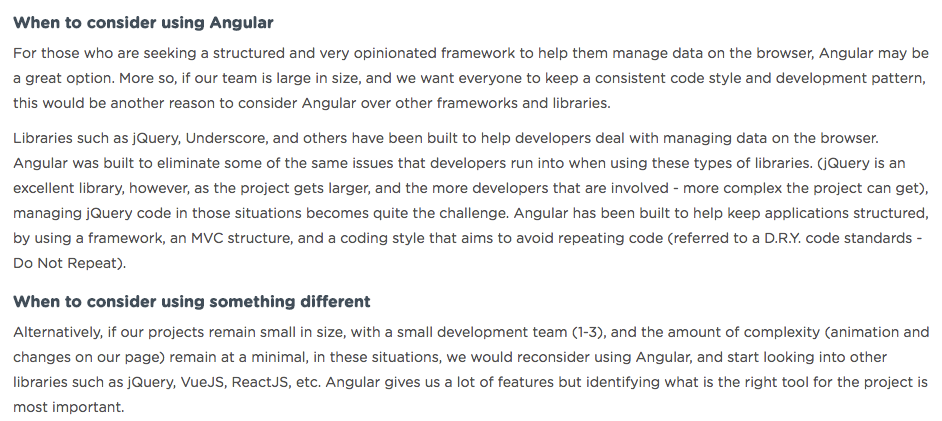 When to consider using Angular
For those who are seeking a structured and very opinionated framework to help them manage data on the browser, Angular may be
a great option. More so, if our team is large in size, and we want everyone to keep a consistent code style and development pattern,
this would be another reason to consider Angular over other frameworks and libraries.
Libraries such as jQuery, Underscore, and others have been built to help developers deal with managing data on the browser.
Angular was built to eliminate some of the same issues that developers run into when using these types of libraries. (jQuery is an
excellent library, however, as the project gets larger, and the more developers that are involved - more complex the project can get),
managing jQuery code in those situations becomes quite the challenge. Angular has been built to help keep applications structured,
by using a framework, an MVC structure, and a coding style that aims to avoid repeating code (referred to a D.R.Y. code standards -
Do Not Repeat).
When to consider using something different
Alternatively, if our projects remain small in size, with a small development team (1-3), and the amount of complexity (animation and
changes on our page) remain at a minimal, in these situations, we would reconsider using Angular, and start looking into other
libraries such as jQuery, VueJS, ReactJS, etc. Angular gives us a lot of features but identifying what is the right tool for the project is
most important.